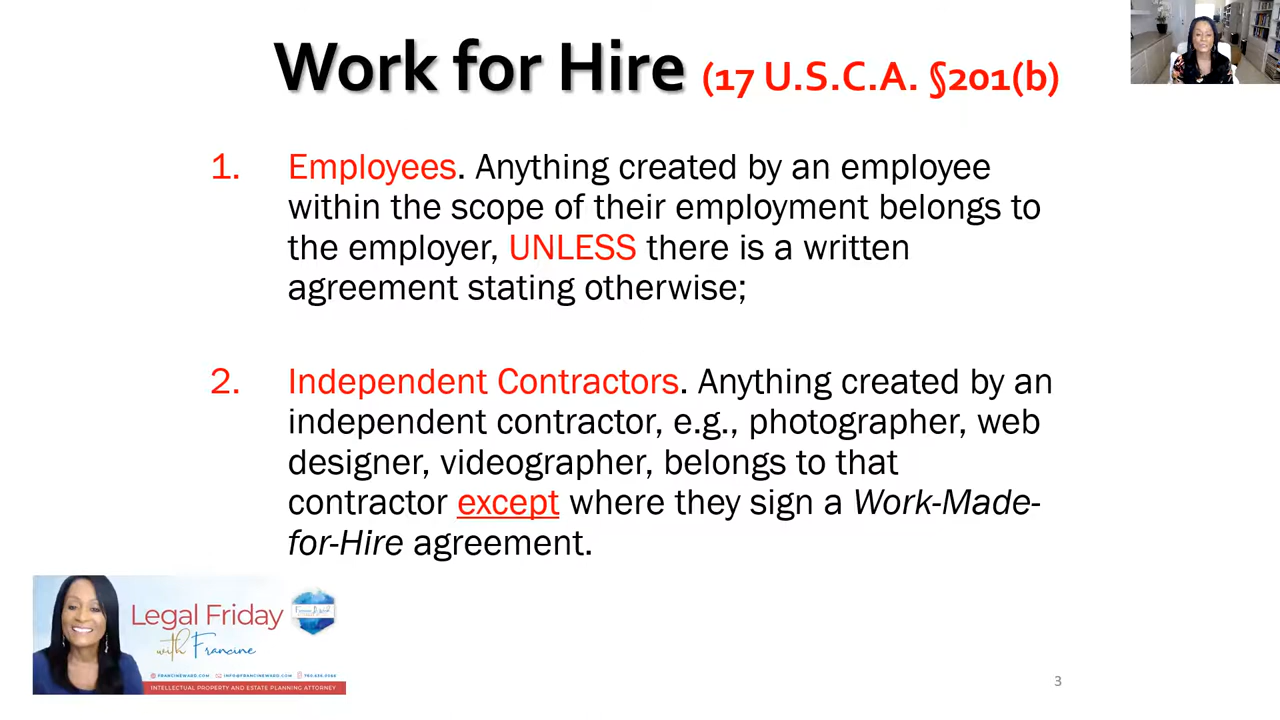 Work for Hire (17 U.S.C.A. §201(b)
1. Employees. Anything created by an employee
within the scope of their employment belongs to
the employer, UNLESS there is a written
agreement stating otherwise;
2. Independent Contractors. Anything created by an
independent contractor, e.g., photographer, web
designer, videographer, belongs to that
contractor except where they sign a Work-Made-
for-Hire agreement.
Legal Friday
with Francine
FRANCINEWARD.COM
INTELLECTUAL PROPERTY AND ESTATE PLANNING ATTORNEY
3